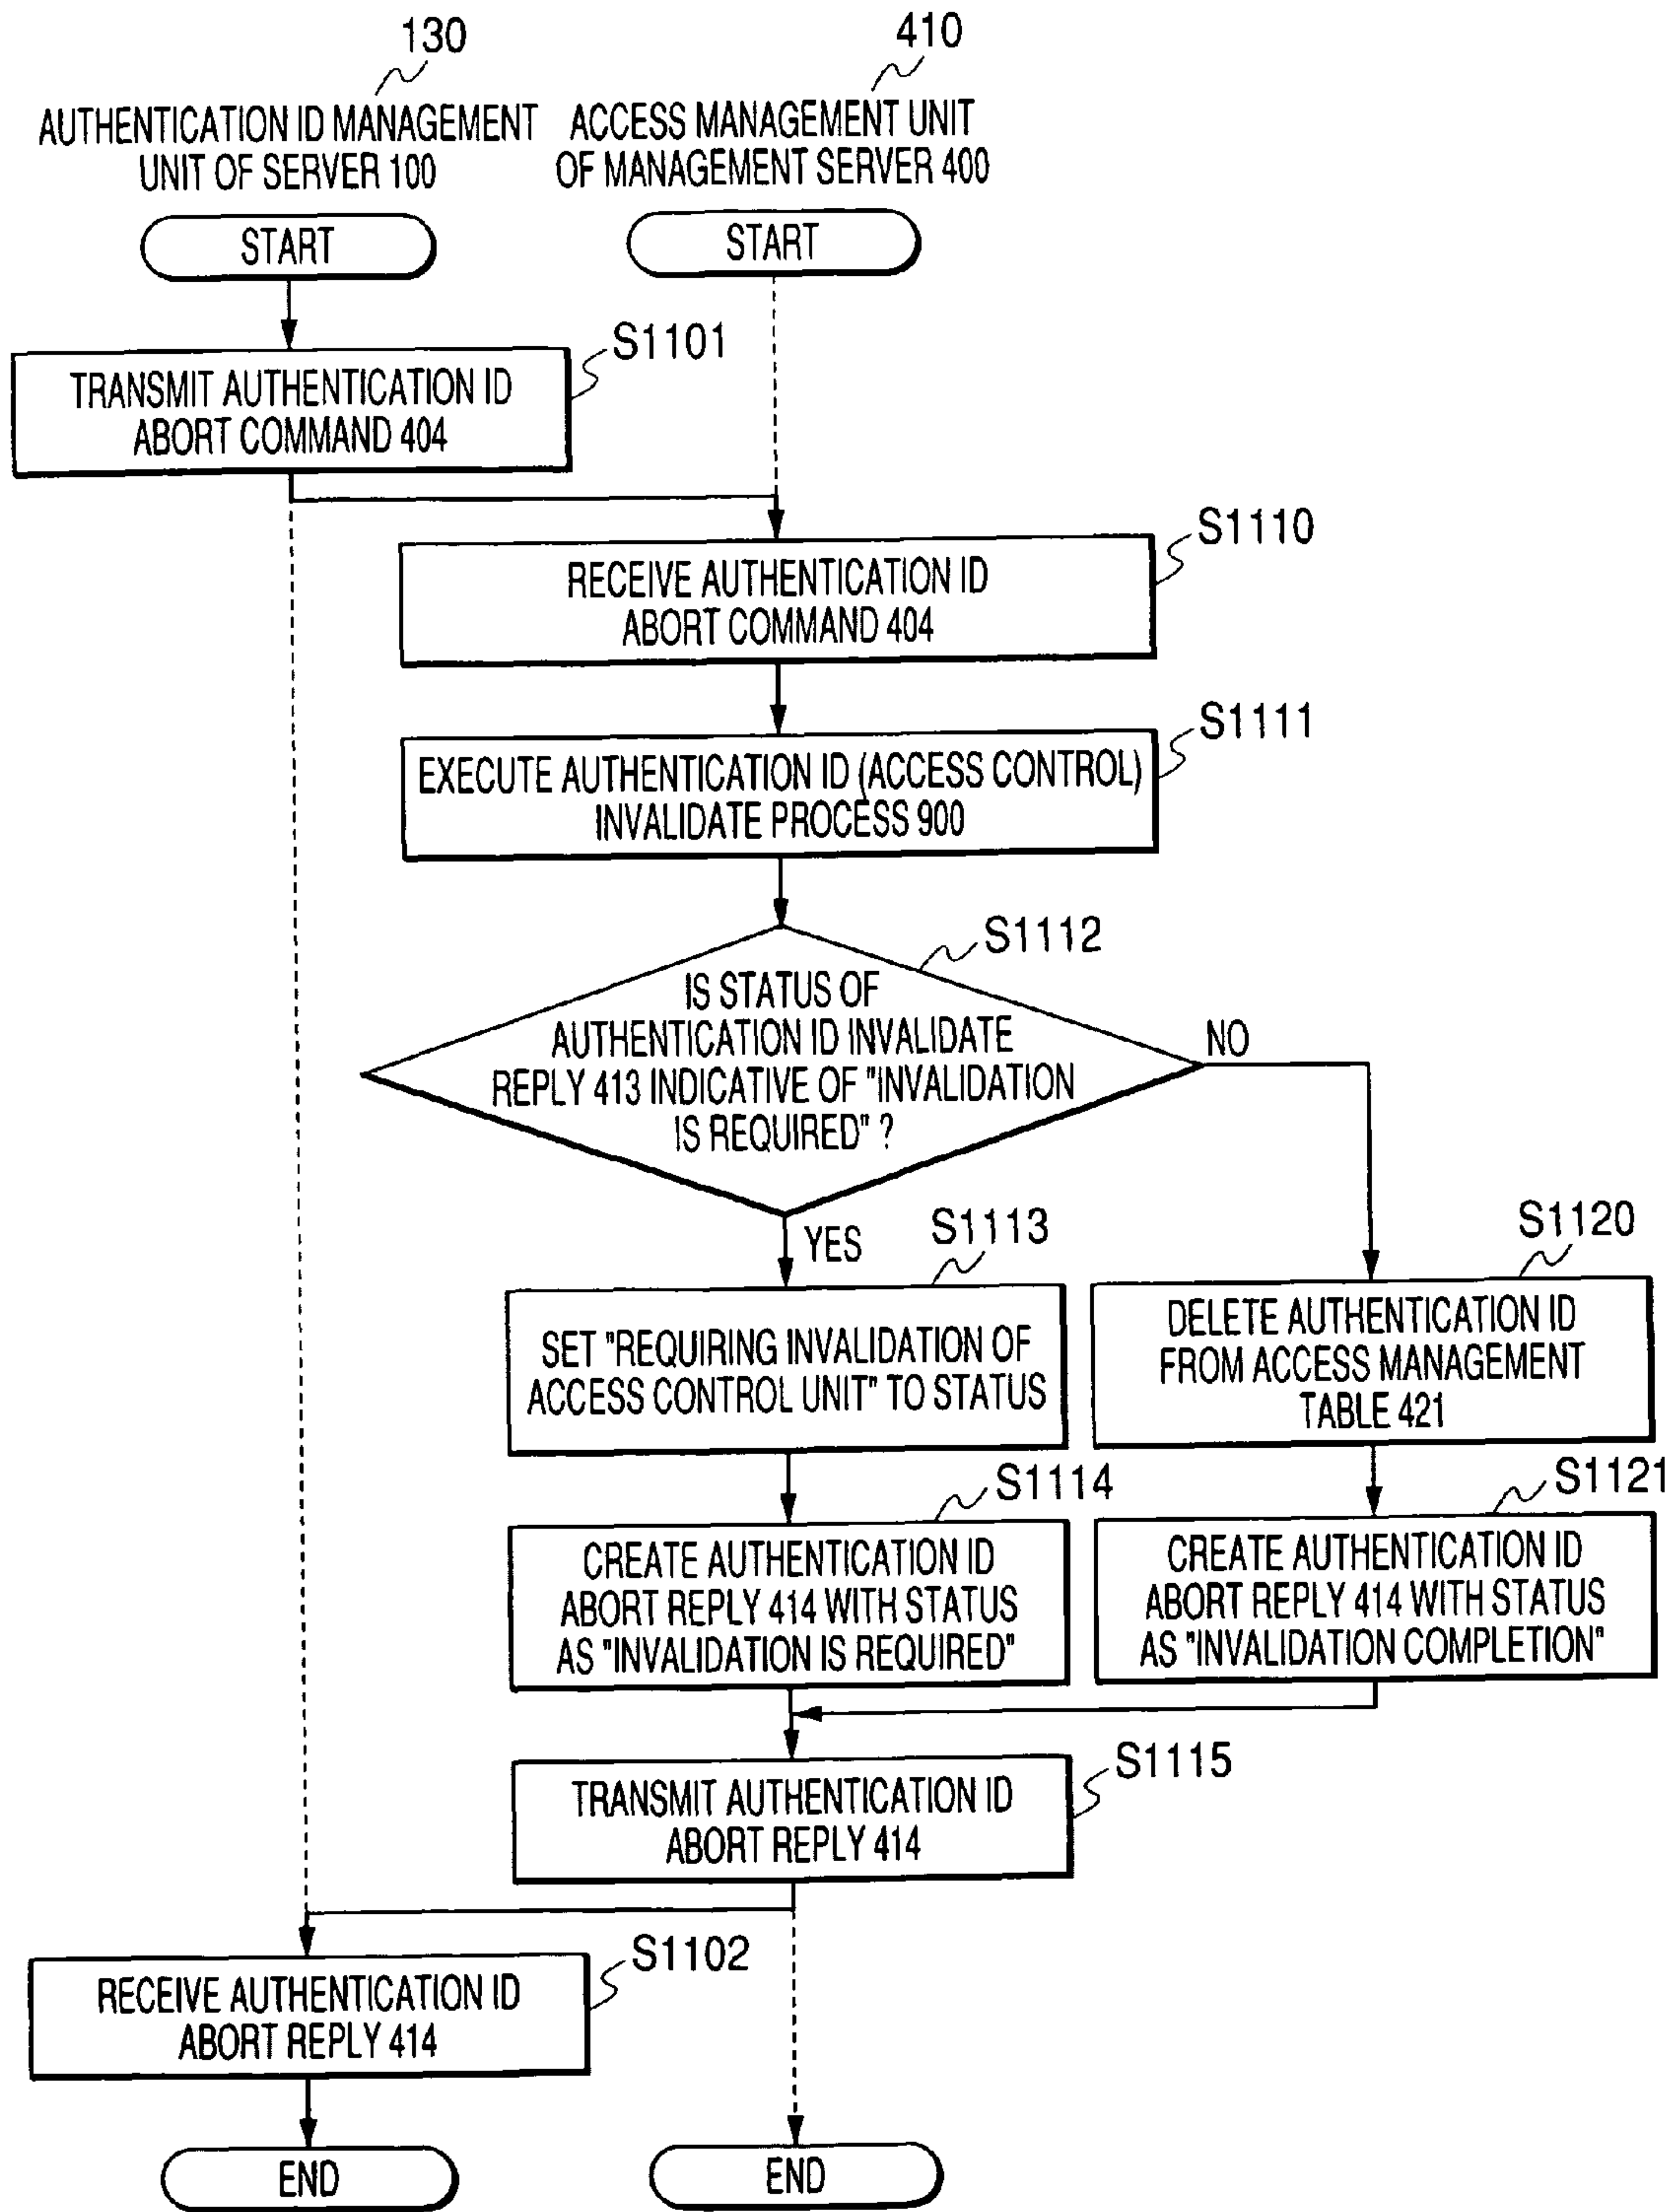 130
410
AUTHENTICATION ID MANAGEMENT
UNIT OF SERVER 100
ACCESS MANAGEMENT UNIT
OF MANAGEMENT SERVER 400
START
START
S1101
TRANSMIT AUTHENTICATION ID
ABORT COMMAND 404
S1110
RECEIVE AUTHENTICATION ID
ABORT COMMAND 404
S1111
EXECUTE AUTHENTICATION ID (ACCESS CONTROL)
INVALIDATE PROCESS 900
S1112
IS STATUS OF
AUTHENTICATION ID INVALIDATE
REPLY 413 INDICATIVE OF "INVALIDATION
IS REQUIRED" ?
NO
YES
S1113
SET "REQUIRING INVALIDATION OF
ACCESS CONTROL UNIT" TO STATUS
S1120
DELETE AUTHENTICATION ID
FROM ACCESS MANAGEMENT
TABLE 421
S1114
CREATE AUTHENTICATION ID
ABORT REPLY 414 WITH STATUS
AS "INVALIDATION IS REQUIRED"
S1121
CREATE AUTHENTICATION ID
ABORT REPLY 414 WITH STATUS
AS "INVALIDATION COMPLETION"
S1115
TRANSMIT AUTHENTICATION ID
ABORT REPLY 414
S1102
RECEIVE AUTHENTICATION ID
ABORT REPLY 414
END
END